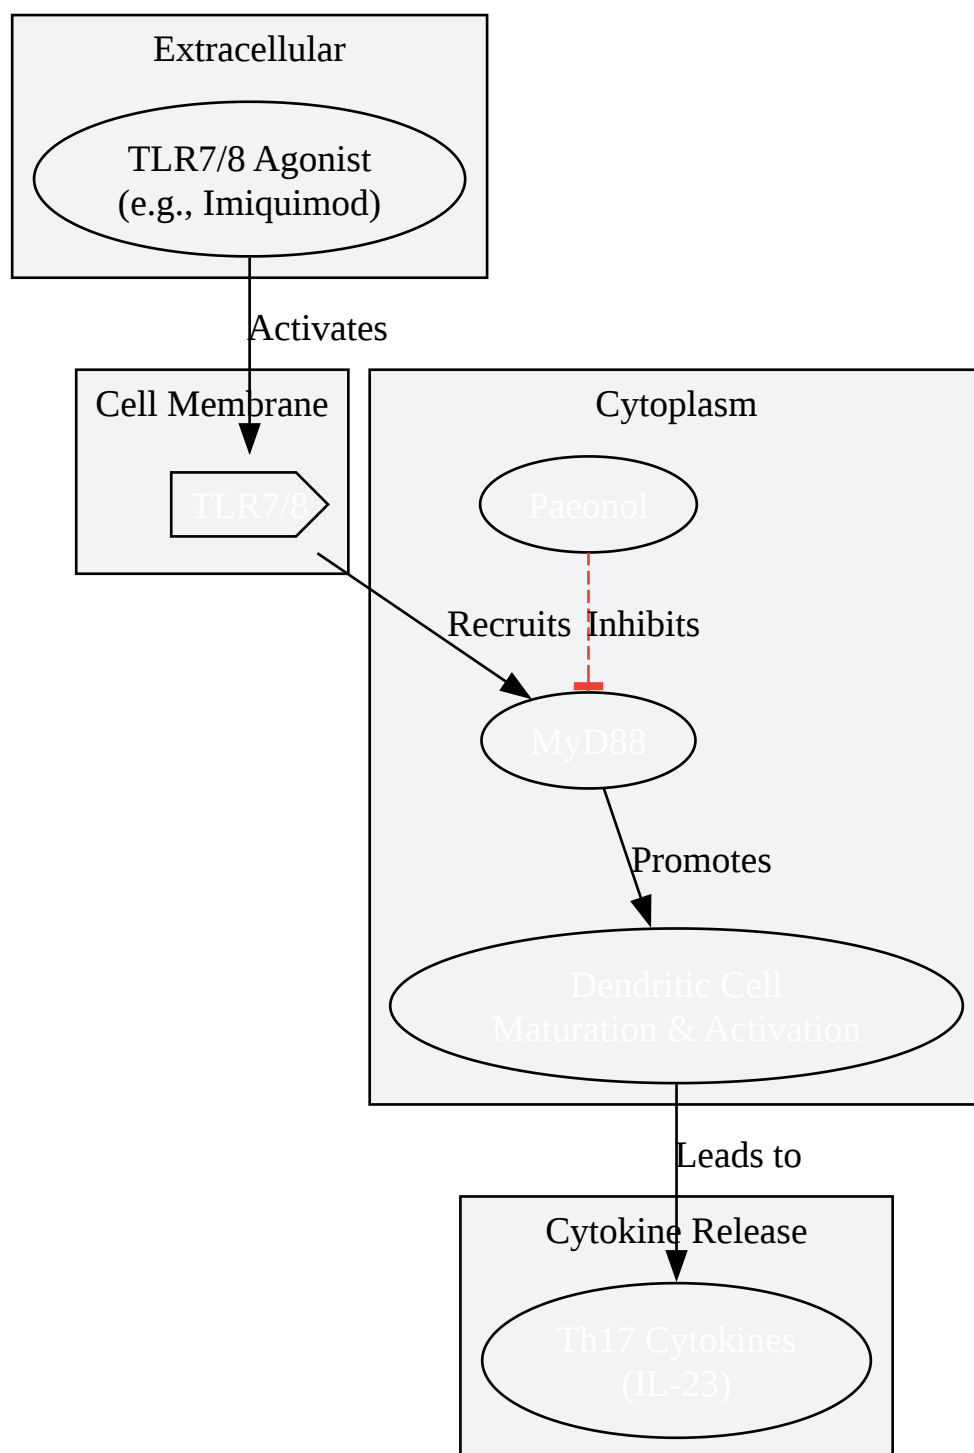 Extracellular
TLR7/8 Agonist
(e.g., Imiquimod)
Activates
Cell Membrane
Cytoplasm
TLR7/8
Paeonol
Recruits
Inhibits
MyD88
Promotes
Dendritic Cell
Maturation & Activation
Leads to
Cytokine Release
Th17 Cytokines
(IL-23)